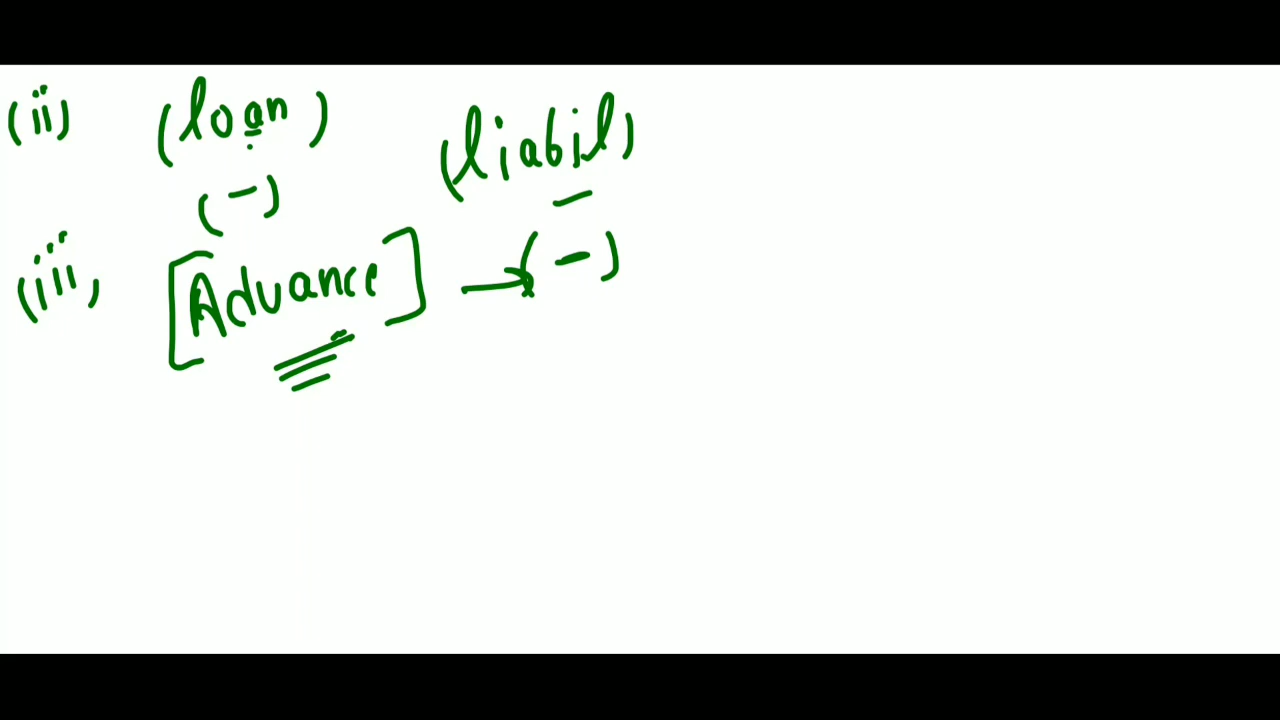 (ii) (loan) (liabil)
(-)
(iii, [Advance] → (-)